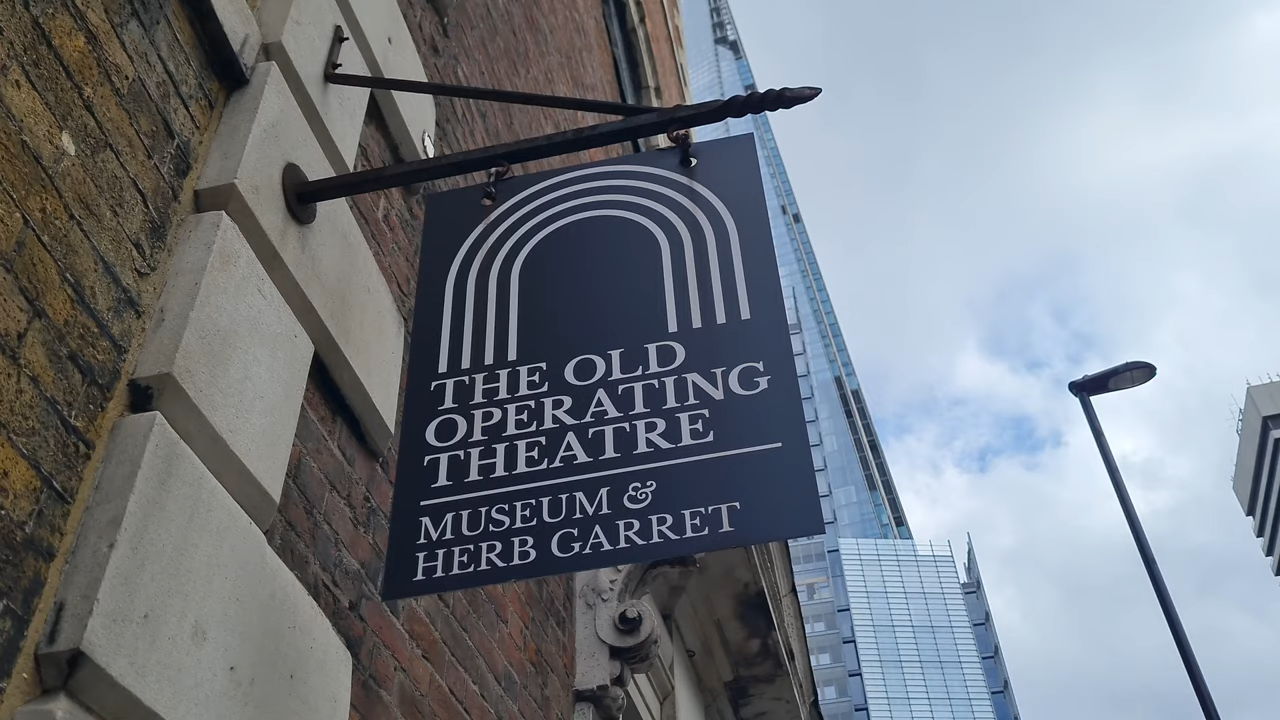 THE OLD
OPERATING
THEATRE
MUSEUM &
HERB GARRET